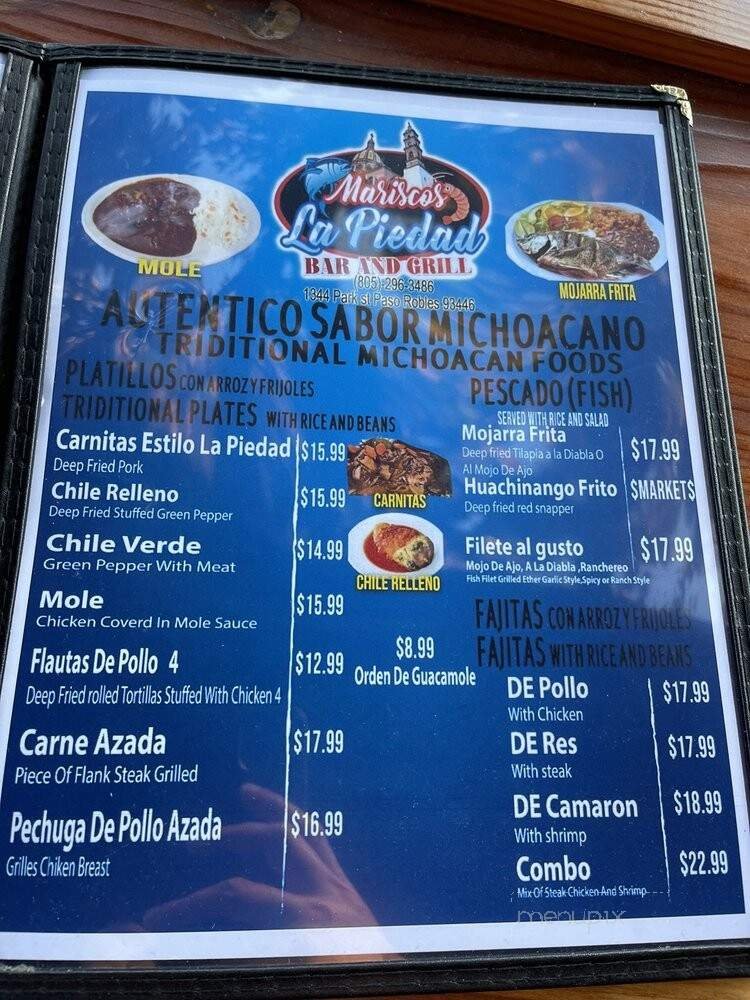 Mariscos
La Piedad
BAR AND GRILL
(805)-296-3486
1344 Park st Paso Robles 93446
MOLE
MOJARRA FRITA
AUTENTICO SABOR MICHOACANO
TRIDITIONAL MICHOACAN FOODS
PLATILLOS CON ARROZ Y FRIJOLES
TRIDITIONAL PLATES WITH RICE AND BEANS
Carnitas Estilo La Piedad $15.99
Deep Fried Pork
Chile Relleno $15.99
Deep Fried Stuffed Green Pepper
Chile Verde $14.99
Green Pepper With Meat
Mole $15.99
Chicken Coverd In Mole Sauce
Flautas De Pollo 4 $12.99
Deep Fried rolled Tortillas Stuffed With Chicken 4
Carne Azada $17.99
Piece Of Flank Steak Grilled
Pechuga De Pollo Azada $16.99
Grilles Chiken Breast
CARNITAS
CHILE RELLENO
$8.99
Orden De Guacamole
PESCADO (FISH)
SERVED WITH RICE AND SALAD
Mojarra Frita $17.99
Deep fried Tilapia a la Diabla O
Al Mojo De Ajo
Huachinango Frito $MARKET$
Deep fried red snapper
Filete al gusto $17.99
Mojo De Ajo, A La Diabla ,Ranchereo
Fish Filet Grilled Ether Garlic Style,Spicy or Ranch Style
FAJITAS CON ARROZ Y FRIJOLES
FAJITAS WITH RICE AND BEANS
DE Pollo $17.99
With Chicken
DE Res $17.99
With steak
DE Camaron $18.99
With shrimp
Combo $22.99
Mix Of Steak Chicken And Shrimp
menupix